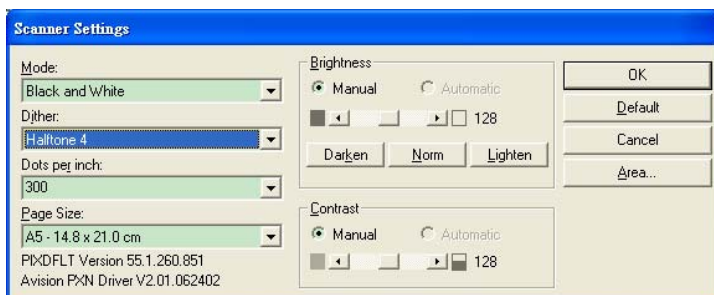 Scanner Settings
Mode:
Black and White
Dither:
Halftone 4
Dots per inch:
300
Page Size:
A5 - 14.8 x 21.0 cm
PIXDFLT Version 55.1.260.851
Avision PXN Driver V2.01.062402
Brightness
Manual
Automatic
128
Darken
Norm
Lighten
Contrast
Manual
Automatic
128
OK
Default
Cancel
Area...